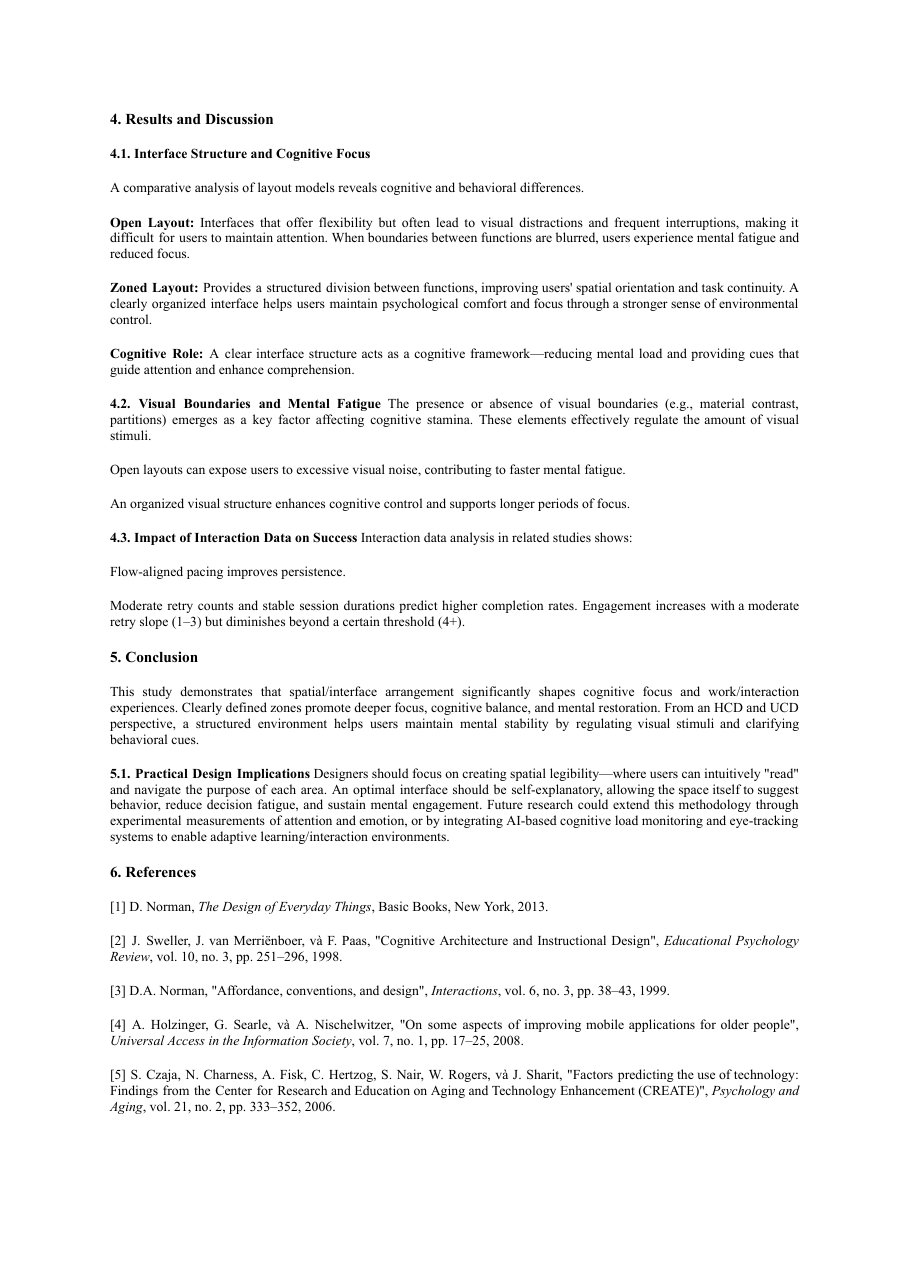 4. Results and Discussion
4.1. Interface Structure and Cognitive Focus
A comparative analysis of layout models reveals cognitive and behavioral differences.
Open Layout: Interfaces that offer flexibility but often lead to visual distractions and frequent interruptions, making it
difficult for users to maintain attention. When boundaries between functions are blurred, users experience mental fatigue and
reduced focus.
Zoned Layout: Provides a structured division between functions, improving users' spatial orientation and task continuity. A
clearly organized interface helps users maintain psychological comfort and focus through a stronger sense of environmental
control.
Cognitive Role: A clear interface structure acts as a cognitive framework—reducing mental load and providing cues that
guide attention and enhance comprehension.
4.2. Visual Boundaries and Mental Fatigue The presence or absence of visual boundaries (e.g., material contrast,
partitions) emerges as a key factor affecting cognitive stamina. These elements effectively regulate the amount of visual
stimuli.
Open layouts can expose users to excessive visual noise, contributing to faster mental fatigue.
An organized visual structure enhances cognitive control and supports longer periods of focus.
4.3. Impact of Interaction Data on Success Interaction data analysis in related studies shows:
Flow-aligned pacing improves persistence.
Moderate retry counts and stable session durations predict higher completion rates. Engagement increases with a moderate
retry slope (1–3) but diminishes beyond a certain threshold (4+).
5. Conclusion
This study demonstrates that spatial/interface arrangement significantly shapes cognitive focus and work/interaction
experiences. Clearly defined zones promote deeper focus, cognitive balance, and mental restoration. From an HCD and UCD
perspective, a structured environment helps users maintain mental stability by regulating visual stimuli and clarifying
behavioral cues.
5.1. Practical Design Implications Designers should focus on creating spatial legibility—where users can intuitively "read"
and navigate the purpose of each area. An optimal interface should be self-explanatory, allowing the space itself to suggest
behavior, reduce decision fatigue, and sustain mental engagement. Future research could extend this methodology through
experimental measurements of attention and emotion, or by integrating AI-based cognitive load monitoring and eye-tracking
systems to enable adaptive learning/interaction environments.
6. References
[1] D. Norman, The Design of Everyday Things, Basic Books, New York, 2013.
[2] J. Sweller, J. van Merriënboer, và F. Paas, "Cognitive Architecture and Instructional Design", Educational Psychology
Review, vol. 10, no. 3, pp. 251–296, 1998.
[3] D.A. Norman, "Affordance, conventions, and design", Interactions, vol. 6, no. 3, pp. 38–43, 1999.
[4] A. Holzinger, G. Searle, và A. Nischelwitzer, "On some aspects of improving mobile applications for older people",
Universal Access in the Information Society, vol. 7, no. 1, pp. 17–25, 2008.
[5] S. Czaja, N. Charness, A. Fisk, C. Hertzog, S. Nair, W. Rogers, và J. Sharit, "Factors predicting the use of technology:
Findings from the Center for Research and Education on Aging and Technology Enhancement (CREATE)", Psychology and
Aging, vol. 21, no. 2, pp. 333–352, 2006.